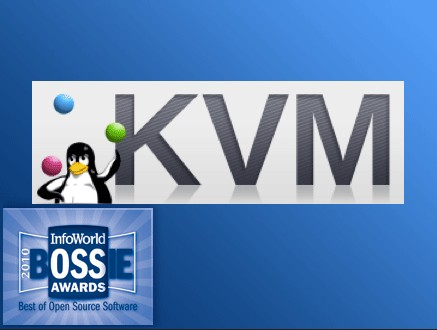 KVM
InfoWorld
2010
BOSSIE
AWARDS
Best of Open Source Software